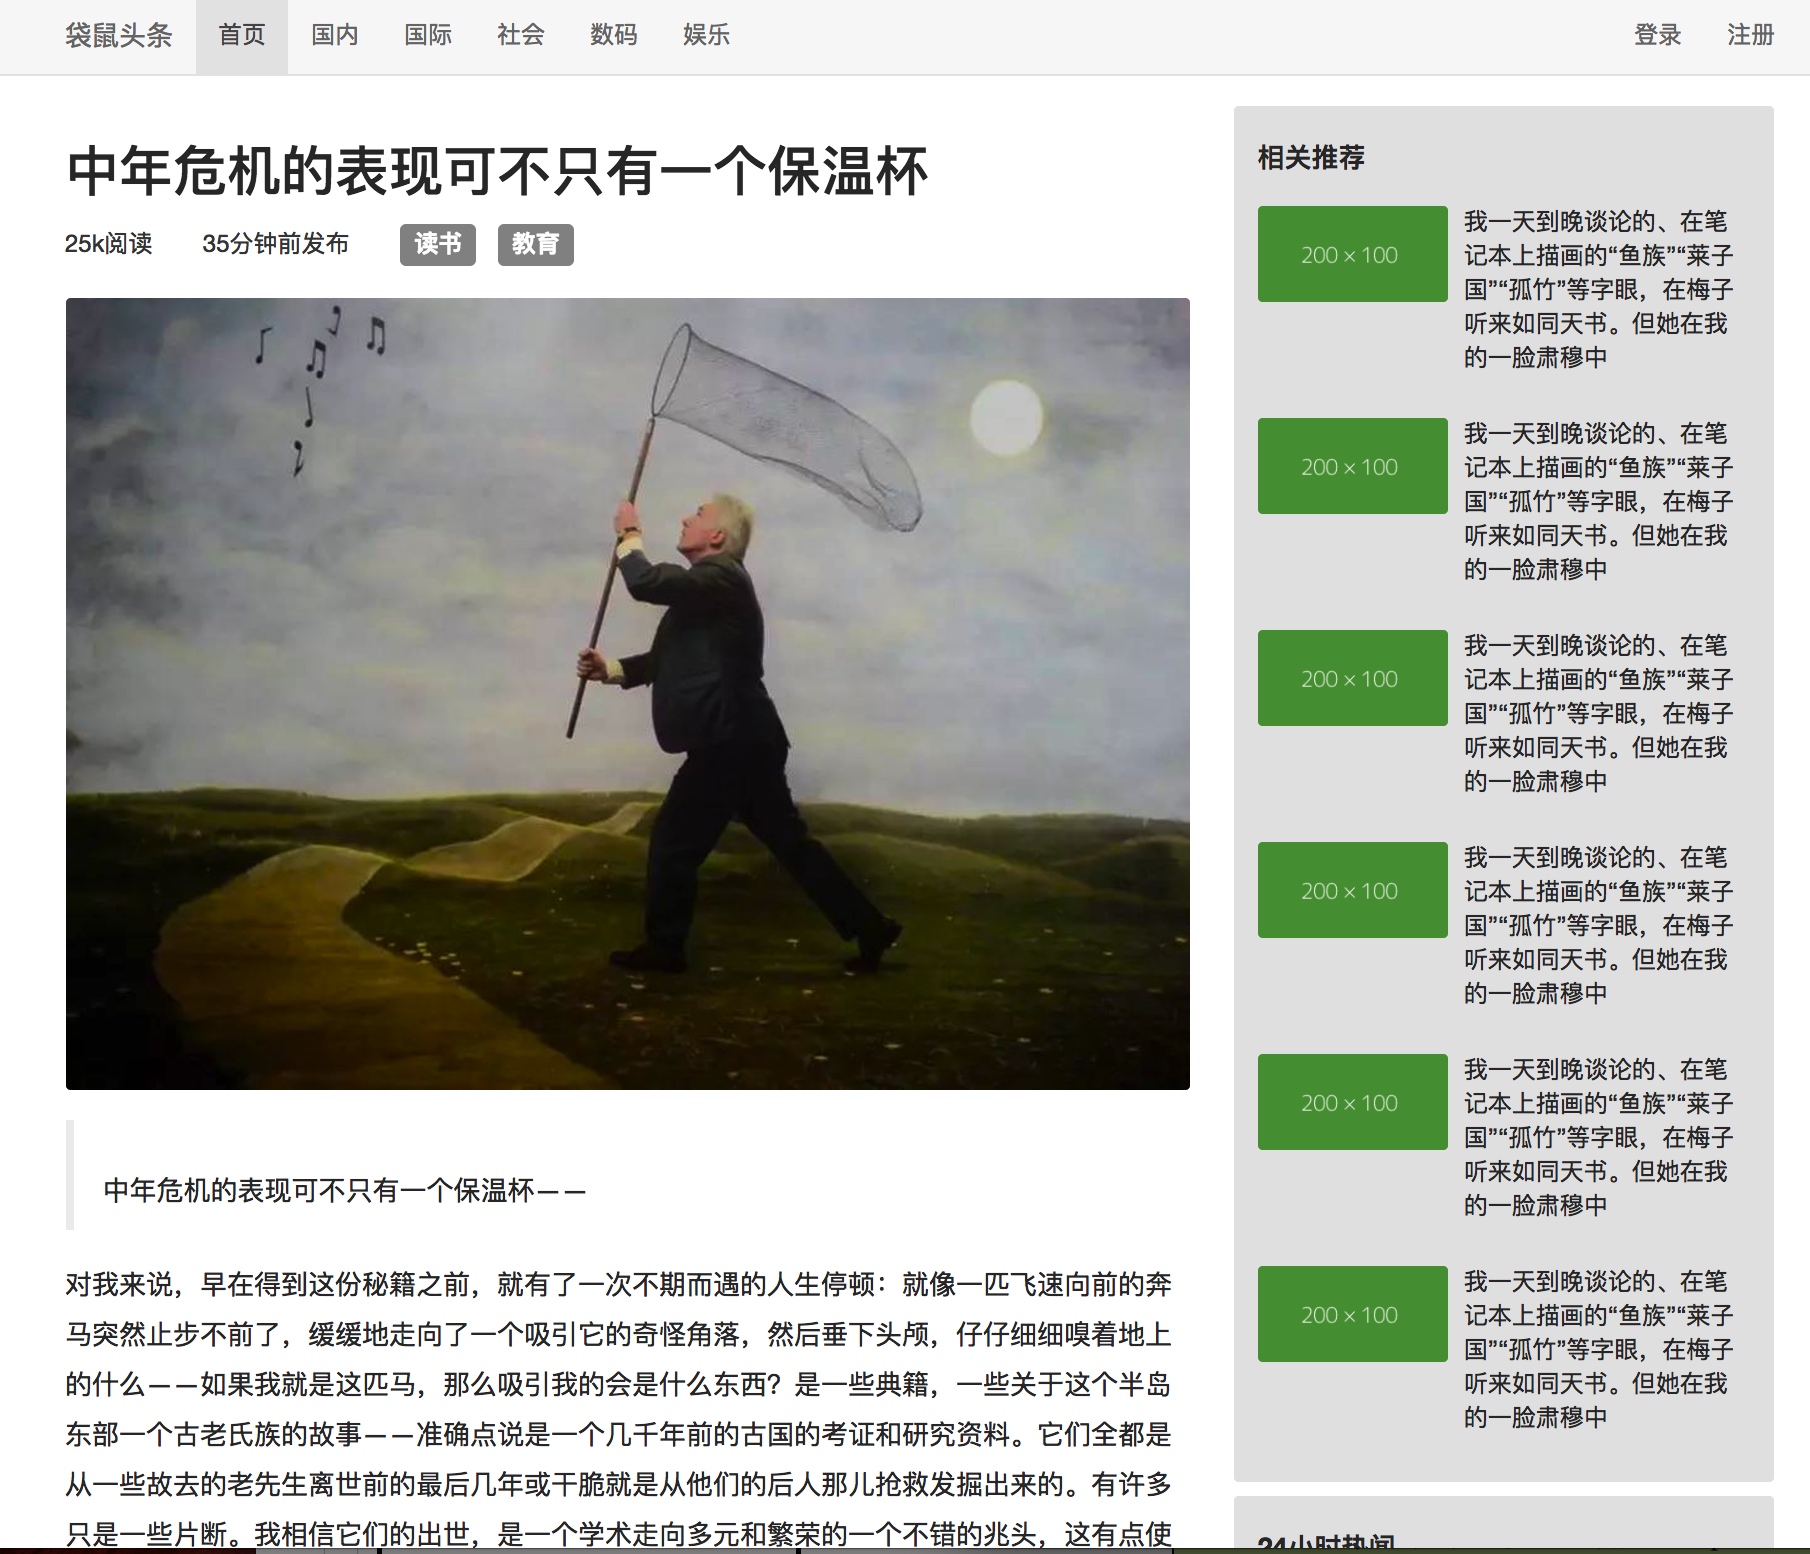 袋鼠头条 首页 国内 国际 社会 数码 娱乐 登录 注册
中年危机的表现可不只有一个保温杯
25k阅读 35分钟前发布 读书 教育
中年危机的表现可不只有一个保温杯——
对我来说，早在得到这份秘籍之前，就有了一次不期而遇的人生停顿：就像一匹飞速向前的奔
马突然止步不前了，缓缓地走向了一个吸引它的奇怪角落，然后垂下头颅，仔仔细细嗅着地上
的什么——如果我就是这匹马，那么吸引我的会是什么东西？是一些典籍，一些关于这个半岛
东部一个古老氏族的故事——准确点说是一个几千年前的古国的考证和研究资料。它们全都是
从一些故去的老先生离世前的最后几年或干脆就是从他们的后人那儿抢救发掘出来的。有许多
只是一些片断。我相信它们的出世，是一个学术走向多元和繁荣的一个不错的兆头，这有点使
相关推荐
200 × 100
我一天到晚谈论的、在笔
记本上描画的“鱼族”“莱子
国”“孤竹”等字眼，在梅子
听来如同天书。但她在我
的一脸肃穆中
200 × 100
我一天到晚谈论的、在笔
记本上描画的“鱼族”“莱子
国”“孤竹”等字眼，在梅子
听来如同天书。但她在我
的一脸肃穆中
200 × 100
我一天到晚谈论的、在笔
记本上描画的“鱼族”“莱子
国”“孤竹”等字眼，在梅子
听来如同天书。但她在我
的一脸肃穆中
200 × 100
我一天到晚谈论的、在笔
记本上描画的“鱼族”“莱子
国”“孤竹”等字眼，在梅子
听来如同天书。但她在我
的一脸肃穆中
200 × 100
我一天到晚谈论的、在笔
记本上描画的“鱼族”“莱子
国”“孤竹”等字眼，在梅子
听来如同天书。但她在我
的一脸肃穆中
200 × 100
我一天到晚谈论的、在笔
记本上描画的“鱼族”“莱子
国”“孤竹”等字眼，在梅子
听来如同天书。但她在我
的一脸肃穆中
24小时热闻